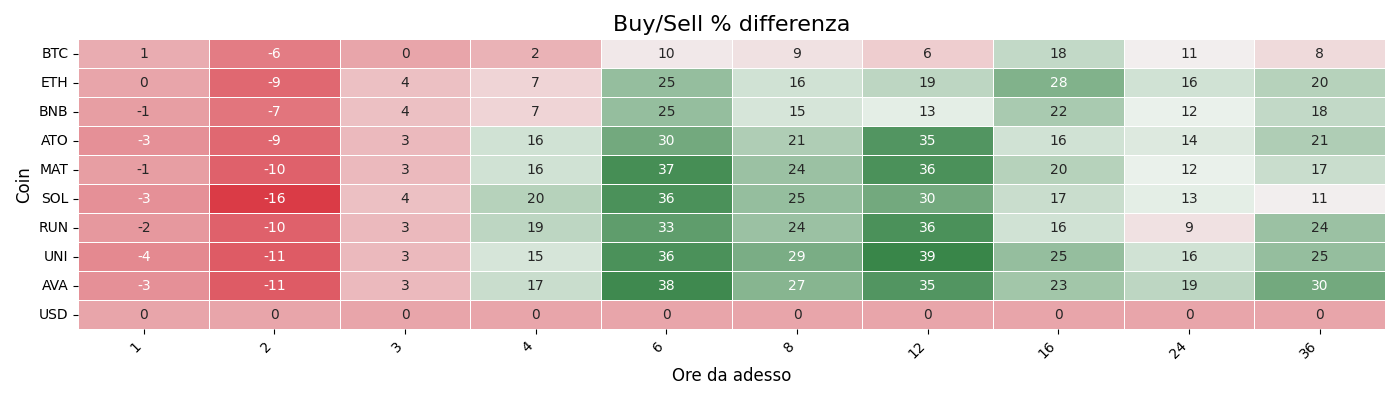 Buy/Sell % differenza
Coin
BTC 1 -6 0 2 10 9 6 18 11 8
ETH 0 -9 4 7 25 16 19 28 16 20
BNB -1 -7 4 7 25 15 13 22 12 18
ATO -3 -9 3 16 30 21 35 16 14 21
MAT -1 -10 3 16 37 24 36 20 12 17
SOL -3 -16 4 20 36 25 30 17 13 11
RUN -2 -10 3 19 33 24 36 16 9 24
UNI -4 -11 3 15 36 29 39 25 16 25
AVA -3 -11 3 17 38 27 35 23 19 30
USD 0 0 0 0 0 0 0 0 0 0
1 2 3 4 6 8 12 16 24 36
Ore da adesso